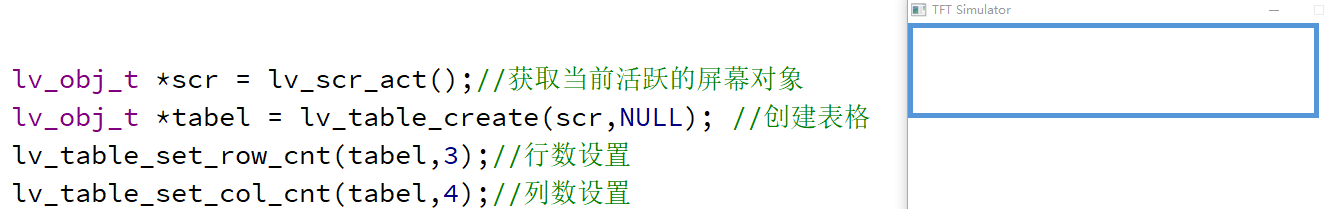 TFT Simulator
lv_obj_t *scr = lv_scr_act();//获取当前活跃的屏幕对象
lv_obj_t *tabel = lv_table_create(scr,NULL); //创建表格
lv_table_set_row_cnt(tabel,3);//行数设置
lv_table_set_col_cnt(tabel,4);//列数设置